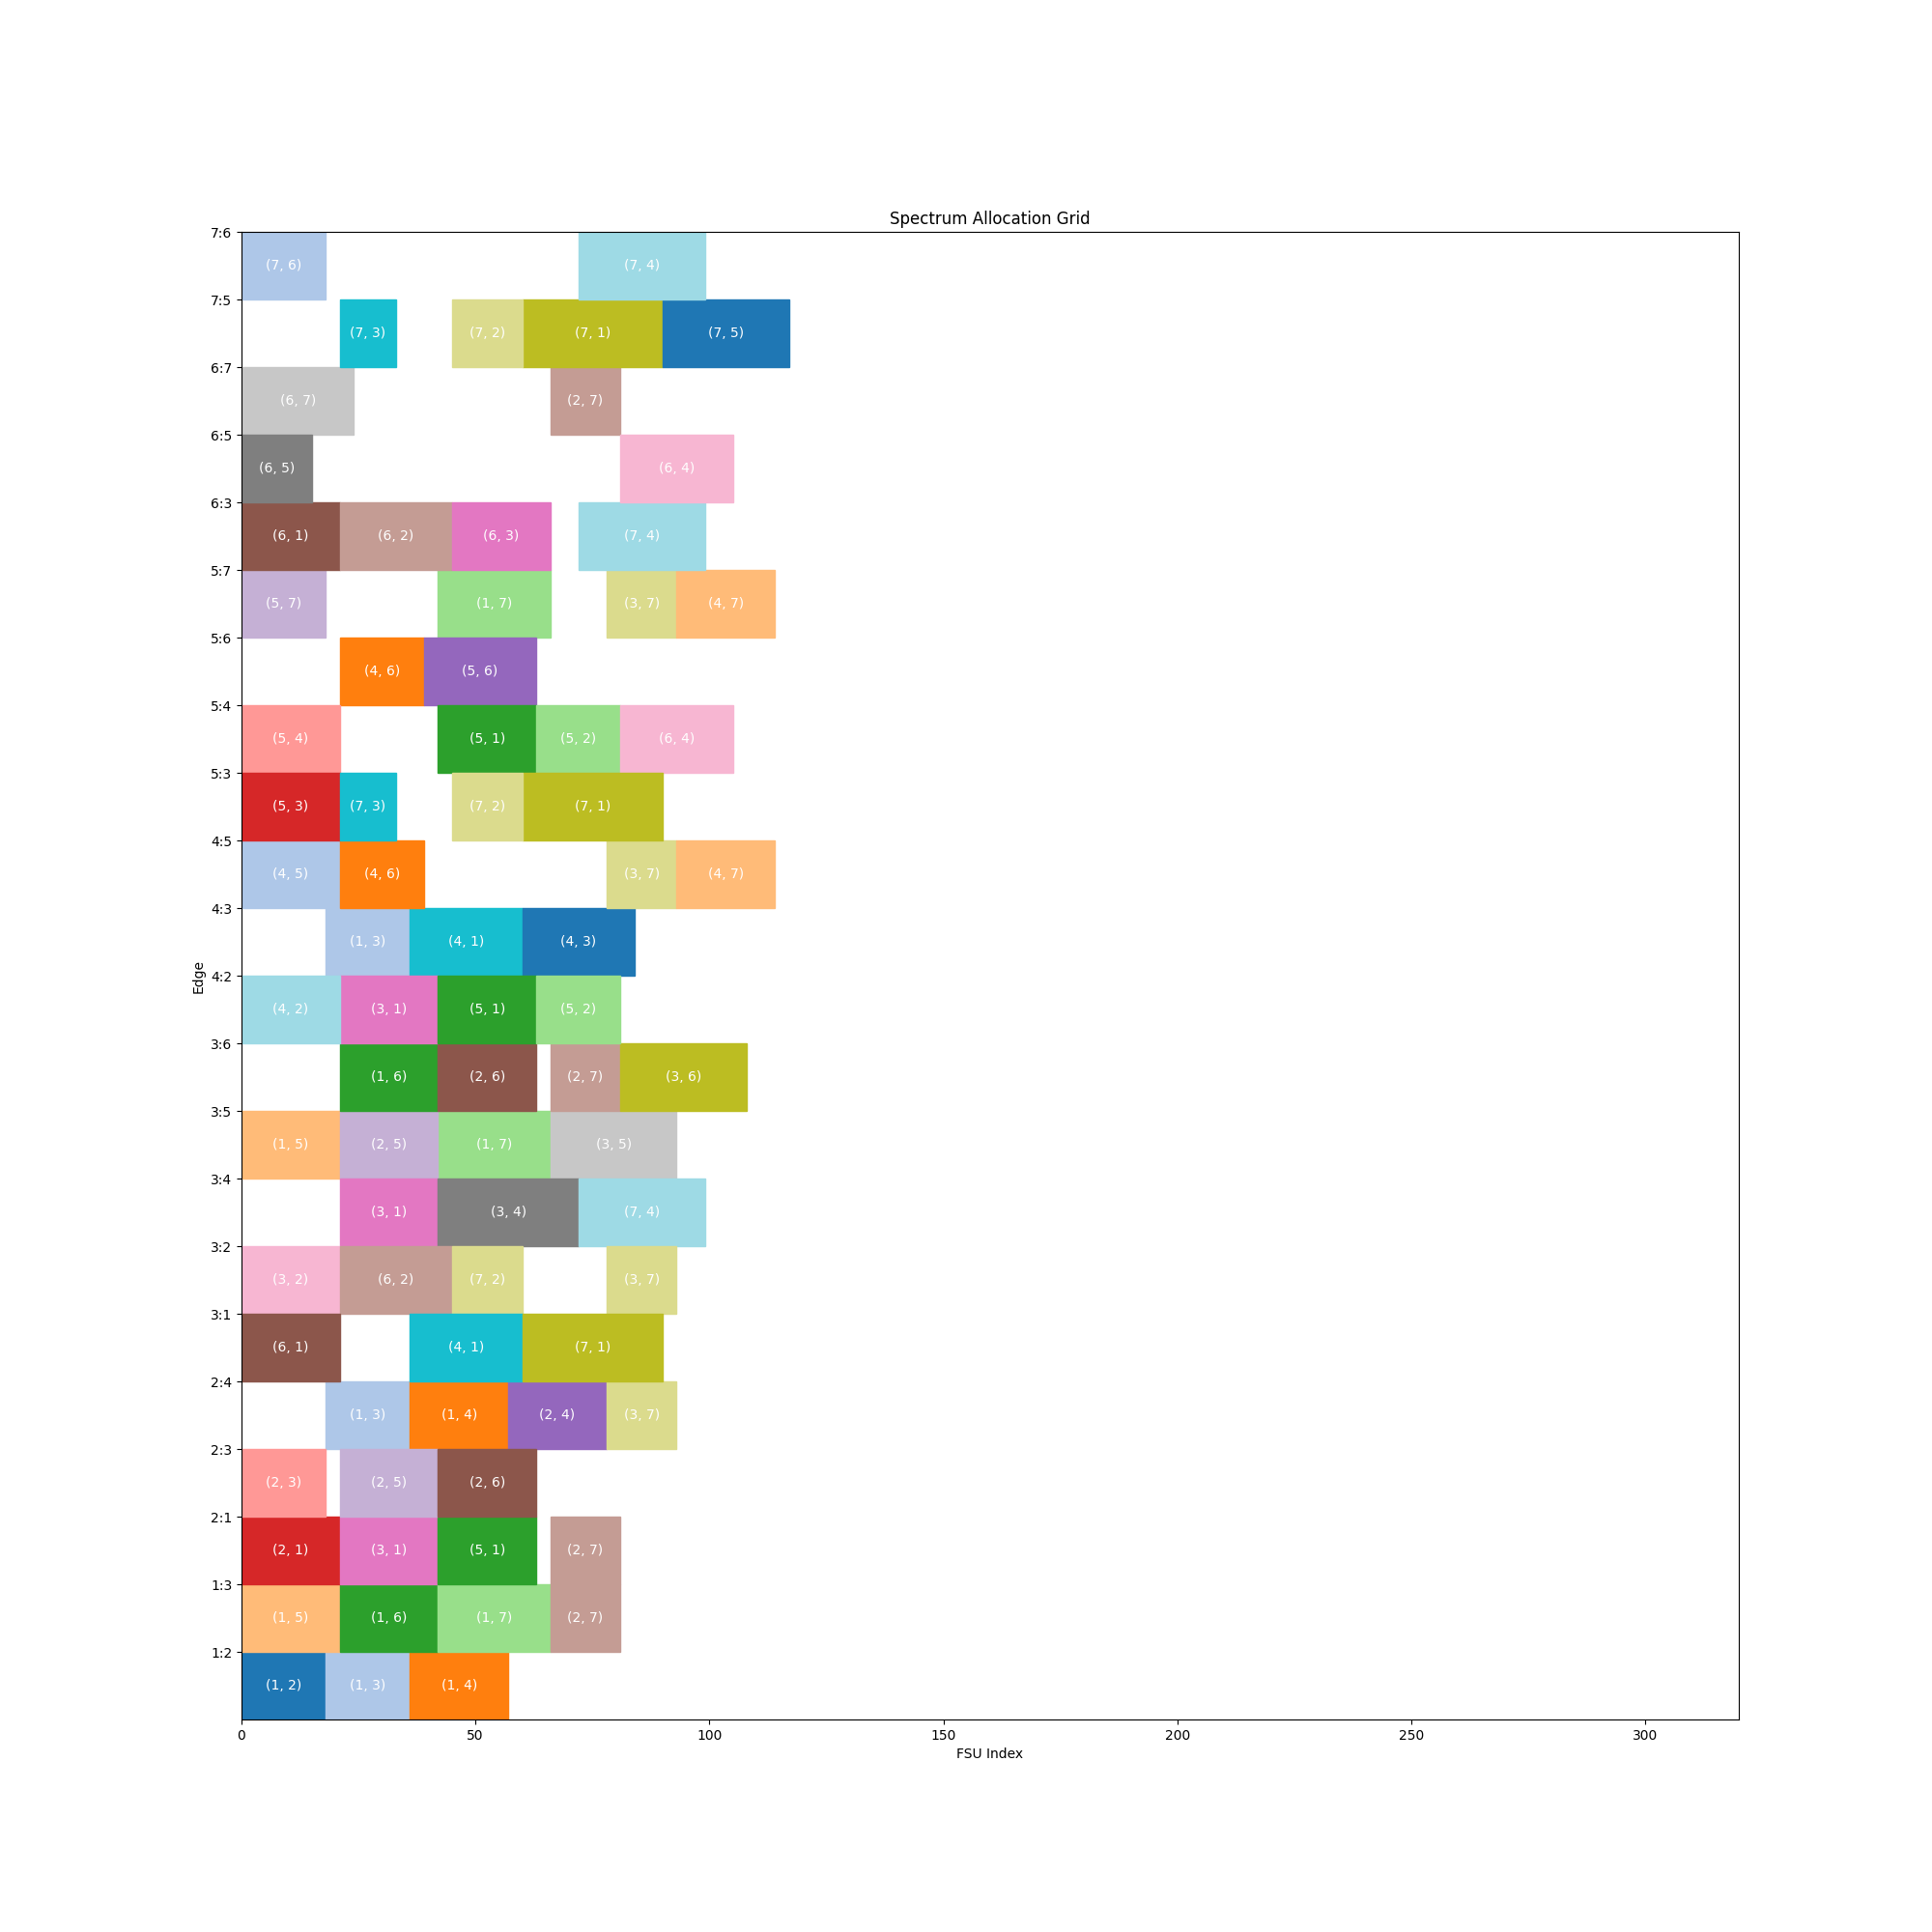 Spectrum Allocation Grid
7:6
(7, 6) (7, 4)
7:5
(7, 3) (7, 2) (7, 1) (7, 5)
6:7
(6, 7) (2, 7)
6:5
(6, 5) (6, 4)
6:3
(6, 1) (6, 2) (6, 3) (7, 4)
5:7
(5, 7) (1, 7) (3, 7) (4, 7)
5:6
(4, 6) (5, 6)
5:4
(5, 4) (5, 1) (5, 2) (6, 4)
5:3
(5, 3) (7, 3) (7, 2) (7, 1)
4:5
(4, 5) (4, 6) (3, 7) (4, 7)
4:3
(1, 3) (4, 1) (4, 3)
4:2
Edge
(4, 2) (3, 1) (5, 1) (5, 2)
3:6
(1, 6) (2, 6) (2, 7) (3, 6)
3:5
(1, 5) (2, 5) (1, 7) (3, 5)
3:4
(3, 1) (3, 4) (7, 4)
3:2
(3, 2) (6, 2) (7, 2) (3, 7)
3:1
(6, 1) (4, 1) (7, 1)
2:4
(1, 3) (1, 4) (2, 4) (3, 7)
2:3
(2, 3) (2, 5) (2, 6)
2:1
(2, 1) (3, 1) (5, 1) (2, 7)
1:3
(1, 5) (1, 6) (1, 7) (2, 7)
1:2
(1, 2) (1, 3) (1, 4)
0 50 100 150 200 250 300
FSU Index